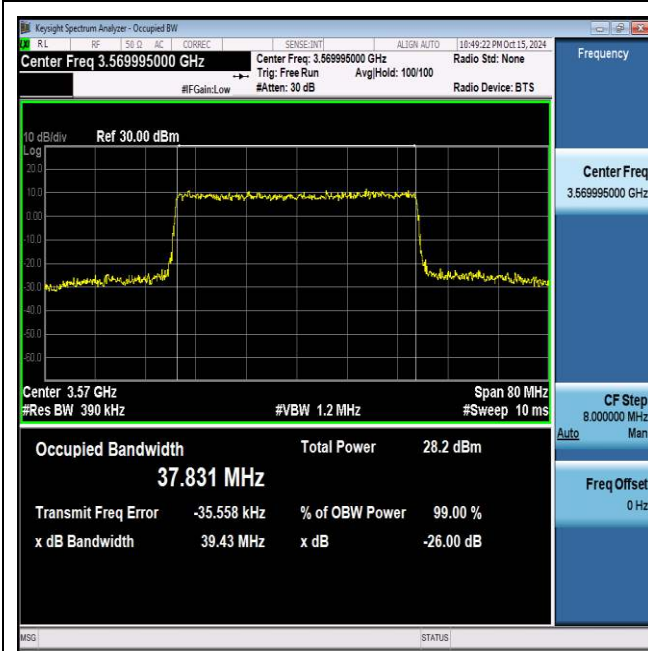 Keysight Spectrum Analyzer - Occupied BW
RL RF 50 Ω AC CORREC SENSE:INT ALIGN AUTO 10:49:22 PM Oct 15, 2024
Center Freq 3.569995000 GHz
Center Freq: 3.569995000 GHz
Radio Std: None
Trig: Free Run Avg|Hold: 100/100
#IFGain:Low #Atten: 30 dB Radio Device: BTS
10 dB/div Ref 30.00 dBm
Log
20.0
10.0
0.00
-10.0
-20.0
-30.0
-40.0
-50.0
-60.0
Center 3.57 GHz Span 80 MHz
#Res BW 390 kHz #VBW 1.2 MHz #Sweep 10 ms
Occupied Bandwidth Total Power 28.2 dBm
37.831 MHz
Transmit Freq Error -35.558 kHz % of OBW Power 99.00 %
x dB Bandwidth 39.43 MHz x dB -26.00 dB
MSG STATUS
Frequency
Center Freq
3.569995000 GHz
CF Step
8.000000 MHz
Auto Man
Freq Offset
0 Hz